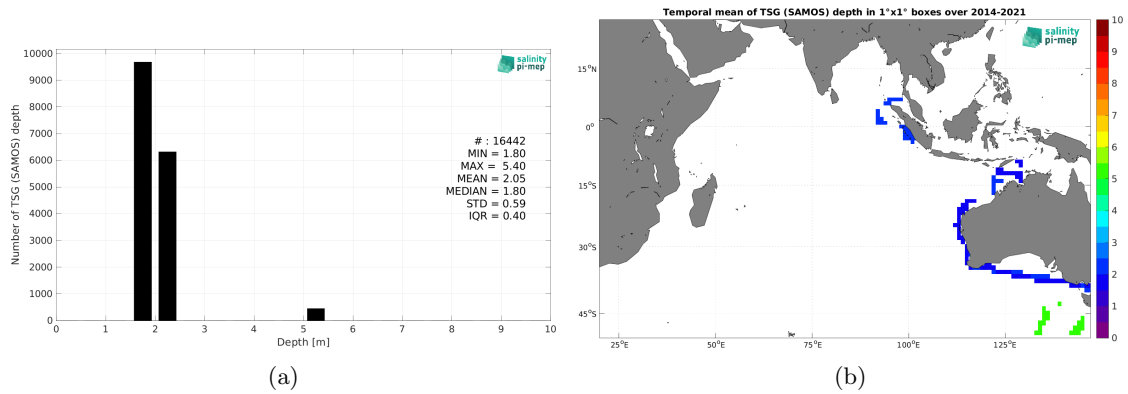 Temporal mean of TSG (SAMOS) depth in 1°x1° boxes over 2014-2021
salinity
pi-mep
Number of TSG (SAMOS) depth
10000
9000
8000
7000
6000
5000
4000
3000
2000
1000
0
# : 16442
MIN = 1.80
MAX = 5.40
MEAN = 2.05
MEDIAN = 1.80
STD = 0.59
IQR = 0.40
0 1 2 3 4 5 6 7 8 9 10
Depth [m]
(a)
salinity
pi-mep
15°N
0°
15°S
30°S
45°S
25°E 50°E 75°E 100°E 125°E
10
9
8
7
6
5
4
3
2
1
0
(b)